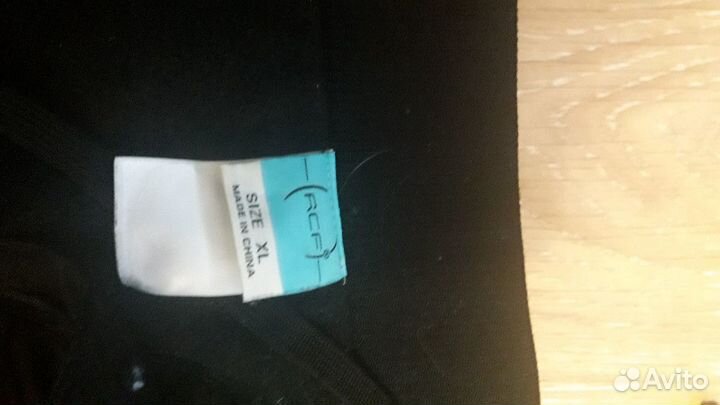 RCF®
SIZE XL
MADE IN CHINA
Avito